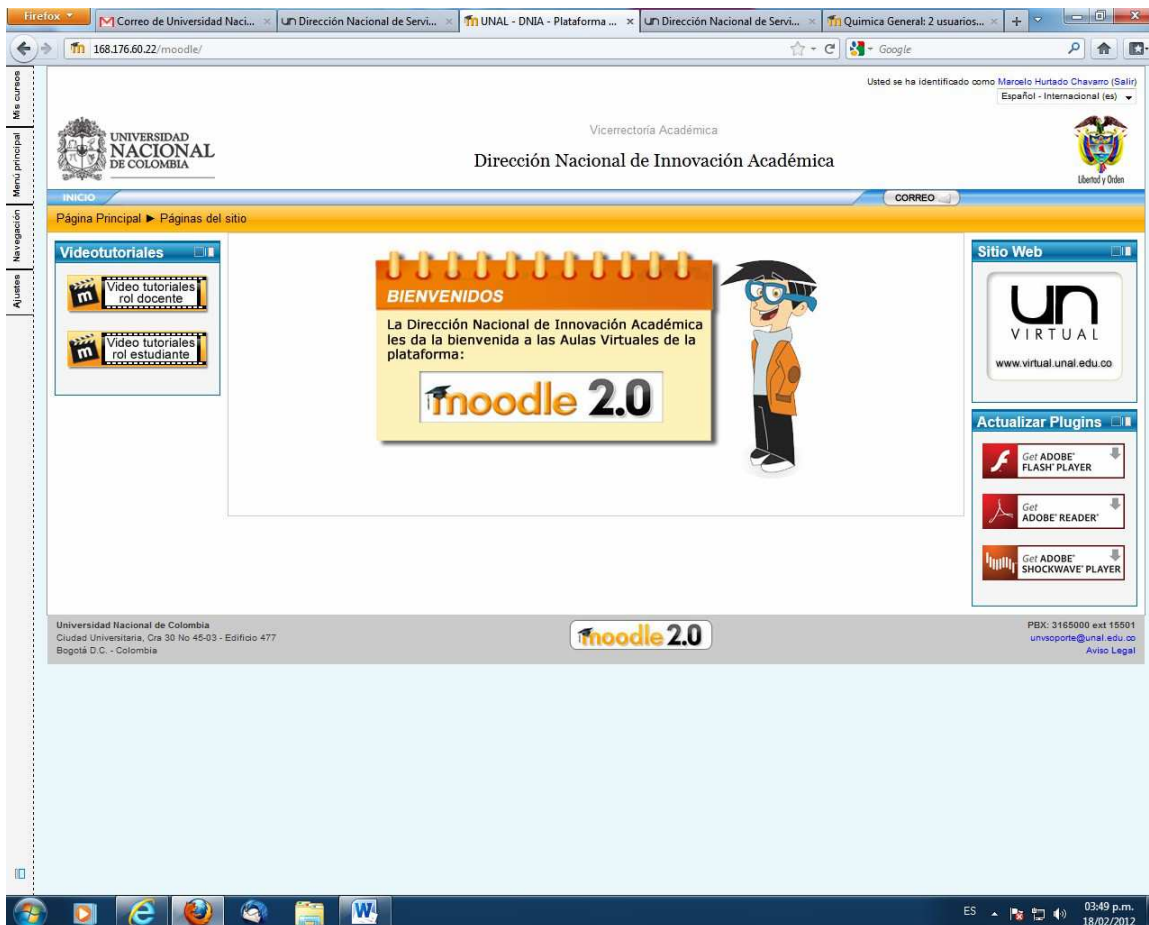 Firefox
Correo de Universidad Naci...
Dirección Nacional de Servi...
UNAL - DNIA - Plataforma ...
Dirección Nacional de Servi...
Quimica General: 2 usuarios...
168.176.60.22/moodle/
Google
Mis cursos
Menú principal
Navegación
Ajustes
Usted se ha identificado como Marcelo Hurtado Chavarro (Salir)
Español - Internacional (es)
UNIVERSIDAD
NACIONAL
DE COLOMBIA
Vicerrectoría Académica
Dirección Nacional de Innovación Académica
Libertad y Orden
INICIO
CORREO
Página Principal ► Páginas del sitio
Videotutoriales
Video tutoriales
rol docente
Video tutoriales
rol estudiante
BIENVENIDOS
La Dirección Nacional de Innovación Académica
les da la bienvenida a las Aulas Virtuales de la
plataforma:
moodle 2.0
Sitio Web
un
VIRTUAL
www.virtual.unal.edu.co
Actualizar Plugins
Get ADOBE®
FLASH® PLAYER
Get
ADOBE® READER®
Get ADOBE®
SHOCKWAVE® PLAYER
Universidad Nacional de Colombia
Ciudad Universitaria, Cra 30 No 45-03 - Edificio 477
Bogotá D.C. - Colombia
moodle 2.0
PBX: 3165000 ext 15501
unvsoporte@unal.edu.co
Aviso Legal
ES
03:49 p.m.
18/02/2012